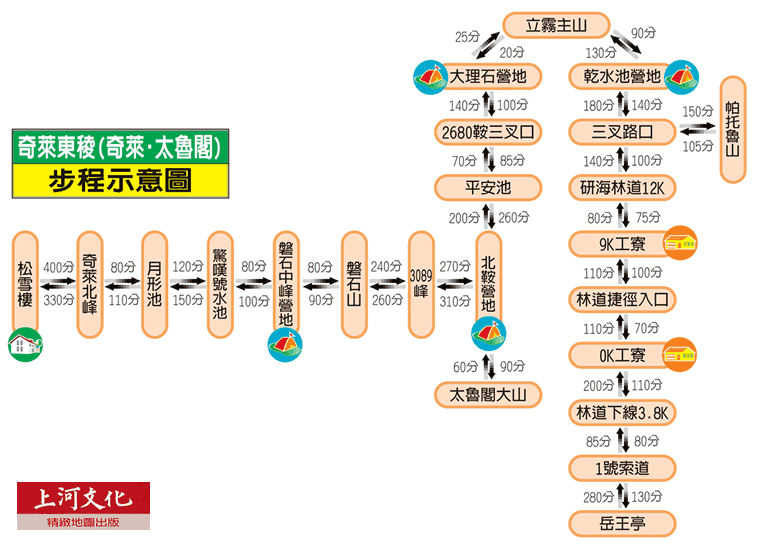 奇萊東稜(奇萊·太魯閣)
步程示意圖
松雪樓
400分
330分
奇萊北峰
80分
110分
月形池
120分
150分
驚嘆號水池
80分
100分
磐石中峰營地
80分
90分
磐石山
240分
260分
3089峰
270分
310分
北鞍營地
60分 90分
太魯閣大山
200分 260分
平安池
70分 85分
2680鞍三叉口
140分 100分
大理石營地
25分
20分
立霧主山
90分
130分
乾水池營地
180分 140分
三叉路口
150分
105分
帕托魯山
140分 100分
研海林道12K
80分 75分
9K工寮
110分 100分
林道捷徑入口
110分 70分
0K工寮
200分 110分
林道下線3.8K
85分 80分
1號索道
280分 130分
岳王亭
上河文化
精緻地圖出版